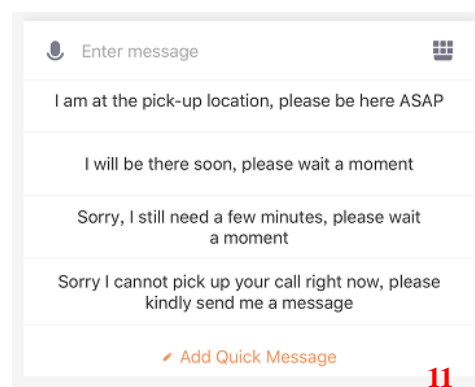 Enter message
I am at the pick-up location, please be here ASAP
I will be there soon, please wait a moment
Sorry, I still need a few minutes, please wait
a moment
Sorry I cannot pick up your call right now, please
kindly send me a message
Add Quick Message
11